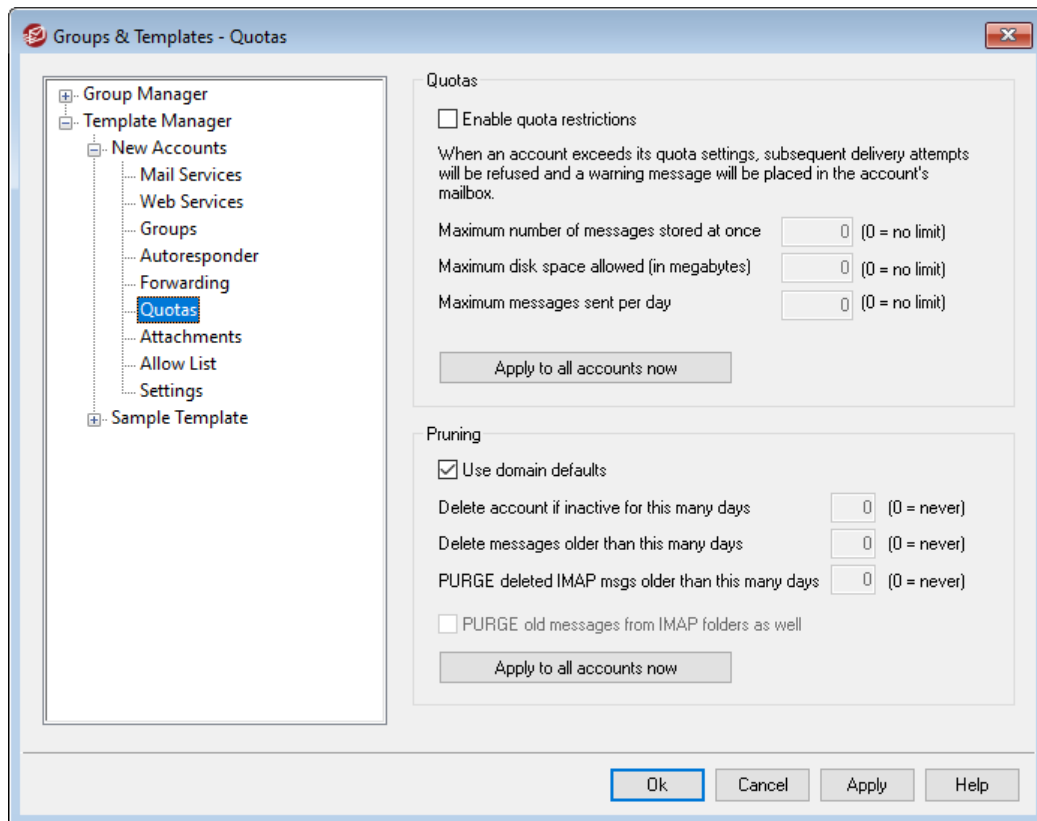 Groups & Templates - Quotas
Group Manager
Template Manager
New Accounts
Mail Services
Web Services
Groups
Autoresponder
Forwarding
Quotas
Attachments
Allow List
Settings
Sample Template
Quotas
Enable quota restrictions
When an account exceeds its quota settings, subsequent delivery attempts
will be refused and a warning message will be placed in the account's
mailbox.
Maximum number of messages stored at once 0 (0 = no limit)
Maximum disk space allowed (in megabytes) 0 (0 = no limit)
Maximum messages sent per day 0 (0 = no limit)
Apply to all accounts now
Pruning
Use domain defaults
Delete account if inactive for this many days 0 (0 = never)
Delete messages older than this many days 0 (0 = never)
PURGE deleted IMAP msgs older than this many days 0 (0 = never)
PURGE old messages from IMAP folders as well
Apply to all accounts now
Ok Cancel Apply Help